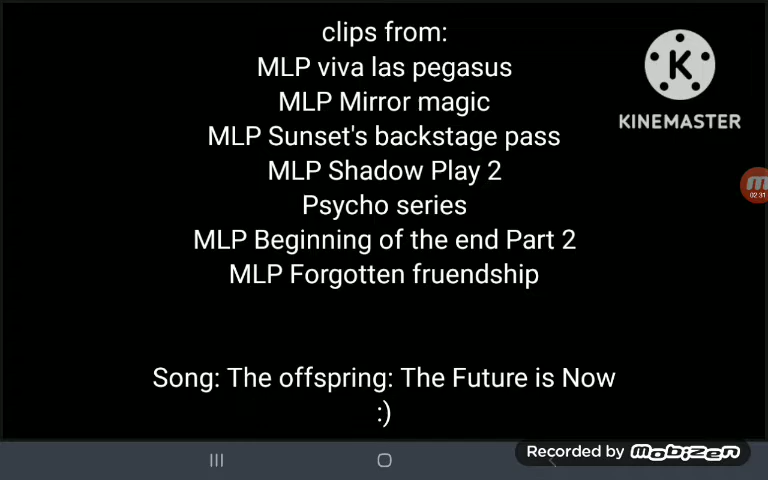 clips from:
MLP viva las pegasus
MLP Mirror magic
MLP Sunset's backstage pass
MLP Shadow Play 2
Psycho series
MLP Beginning of the end Part 2
MLP Forgotten fruendship
Song: The offspring: The Future is Now
:)
K
KINEMASTER
m
02:31
Recorded by mobizen